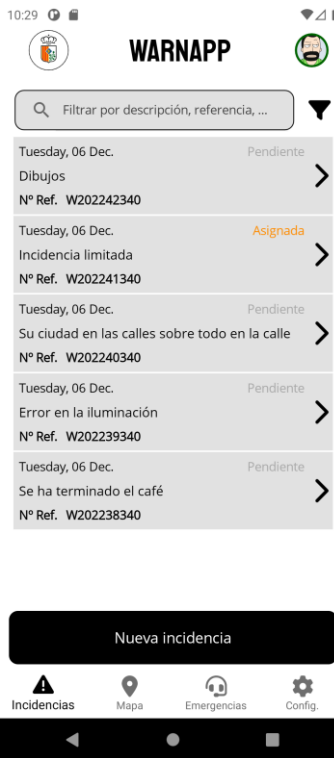 10:29
WARNAPP
Filtrar por descripción, referencia, ...
Tuesday, 06 Dec. Pendiente
Dibujos
Nº Ref. W202242340
Tuesday, 06 Dec. Asignada
Incidencia limitada
Nº Ref. W202241340
Tuesday, 06 Dec. Pendiente
Su ciudad en las calles sobre todo en la calle
Nº Ref. W202240340
Tuesday, 06 Dec. Pendiente
Error en la iluminación
Nº Ref. W202239340
Tuesday, 06 Dec. Pendiente
Se ha terminado el café
Nº Ref. W202238340
Nueva incidencia
Incidencias Mapa Emergencias Config.